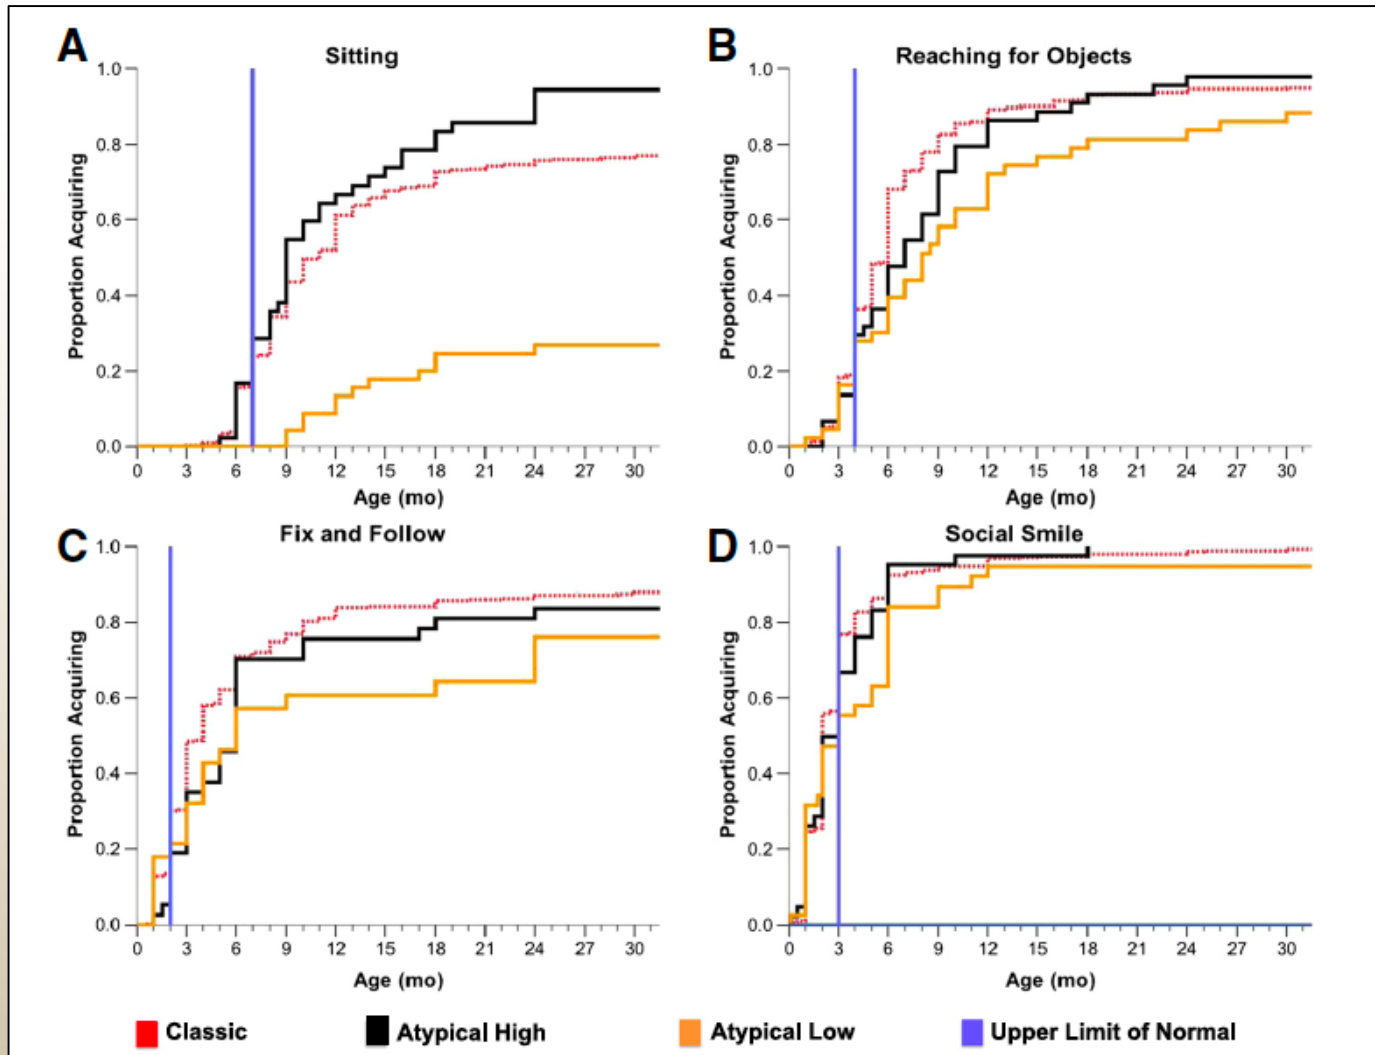 A
Sitting
1.0
0.8
0.6
0.4
0.2
0.0
Proportion Acquiring
0 3 6 9 12 15 18 21 24 27 30
Age (mo)
B
Reaching for Objects
1.0
0.8
0.6
0.4
0.2
0.0
Proportion Acquiring
0 3 6 9 12 15 18 21 24 27 30
Age (mo)
C
Fix and Follow
1.0
0.8
0.6
0.4
0.2
0.0
Proportion Acquiring
0 3 6 9 12 15 18 21 24 27 30
Age (mo)
D
Social Smile
1.0
0.8
0.6
0.4
0.2
0.0
Proportion Acquiring
0 3 6 9 12 15 18 21 24 27 30
Age (mo)
Classic
Atypical High
Atypical Low
Upper Limit of Normal